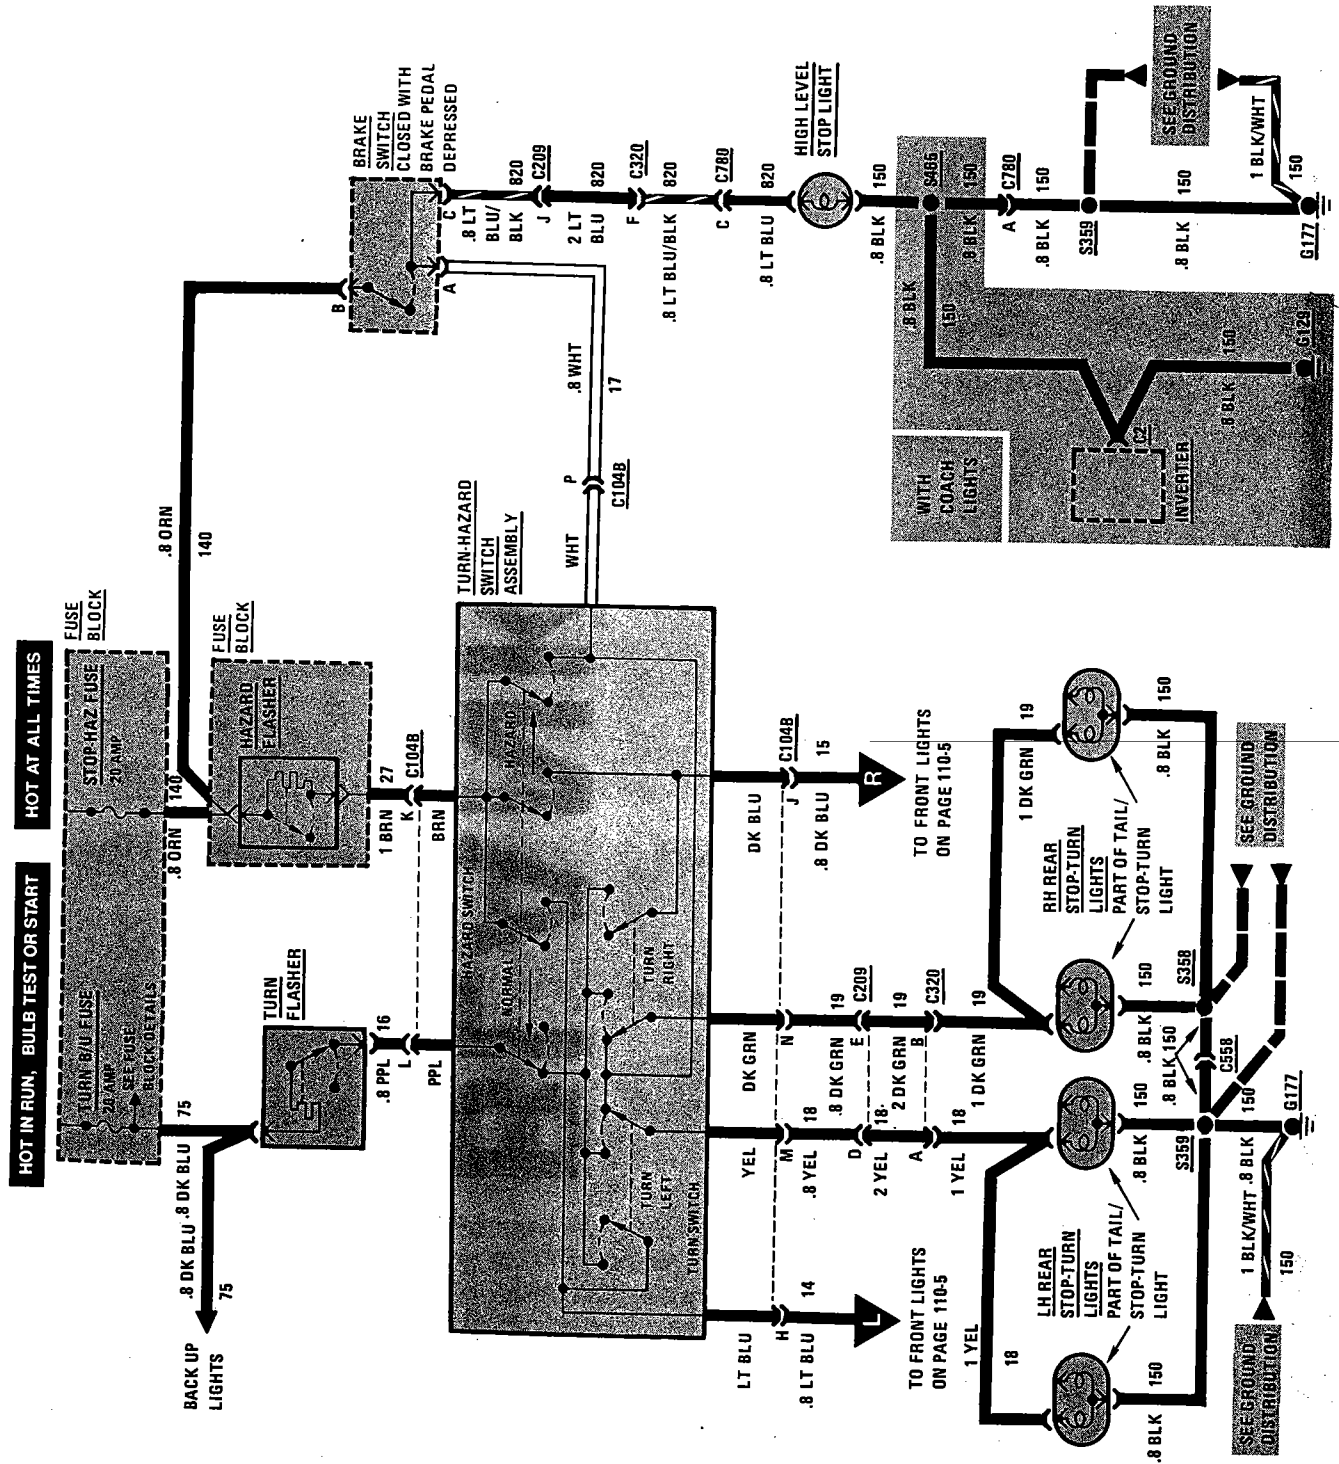 HOT IN RUN, BULB TEST OR START
HOT AT ALL TIMES
FUSE
BLOCK
TURN B/U FUSE
20 AMP
SEE FUSE
BLOCK DETAILS
STOP-HAZ FUSE
20 AMP
75
.8 DK BLU
.8 DK BLU
75
BACK UP
LIGHTS
.8 ORN
140
.8 ORN
140
FUSE
BLOCK
HAZARD
FLASHER
TURN
FLASHER
.8 PPL
16
L
PPL
1 BRN
27
K
C104B
BRN
BRAKE
SWITCH
CLOSED WITH
BRAKE PEDAL
DEPRESSED
B
A
C
.8 LT
BLU/
BLK
820
J
C209
2 LT
BLU
820
F
C320
.8 LT BLU/BLK
820
C
C780
.8 LT BLU
820
HIGH LEVEL
STOP LIGHT
.8 BLK
150
S465
.8 BLK
150
A
C780
.8 BLK
150
S359
.8 BLK
150
G177
SEE GROUND
DISTRIBUTION
1 BLK/WHT
150
.8 BLK
150
WITH
COACH
LIGHTS
C2
INVERTER
.8 BLK
150
G129
.8 WHT
17
P
C104B
WHT
TURN-HAZARD
SWITCH
ASSEMBLY
HAZARD SWITCH
NORMAL
HAZARD
TURN
LEFT
TURN
RIGHT
TURN SWITCH
LT BLU
H
.8 LT BLU
14
L
TO FRONT LIGHTS
ON PAGE 110-5
YEL
M
.8 YEL
18
D
2 YEL
18
A
1 YEL
18
DK GRN
N
.8 DK GRN
19
E
C209
2 DK GRN
19
B
C320
1 DK GRN
19
DK BLU
J
C104B
.8 DK BLU
15
R
TO FRONT LIGHTS
ON PAGE 110-5
1 YEL
18
LH REAR
STOP-TURN
LIGHTS
PART OF TAIL/
STOP-TURN
LIGHT
1 DK GRN
19
RH REAR
STOP-TURN
LIGHTS
PART OF TAIL/
STOP-TURN
LIGHT
.8 BLK
150
.8 BLK
150
.8 BLK
150
.8 BLK
150
S359
.8 BLK
150
C558
S358
1 BLK/WHT
150
.8 BLK
150
G177
SEE GROUND
DISTRIBUTION
SEE GROUND
DISTRIBUTION